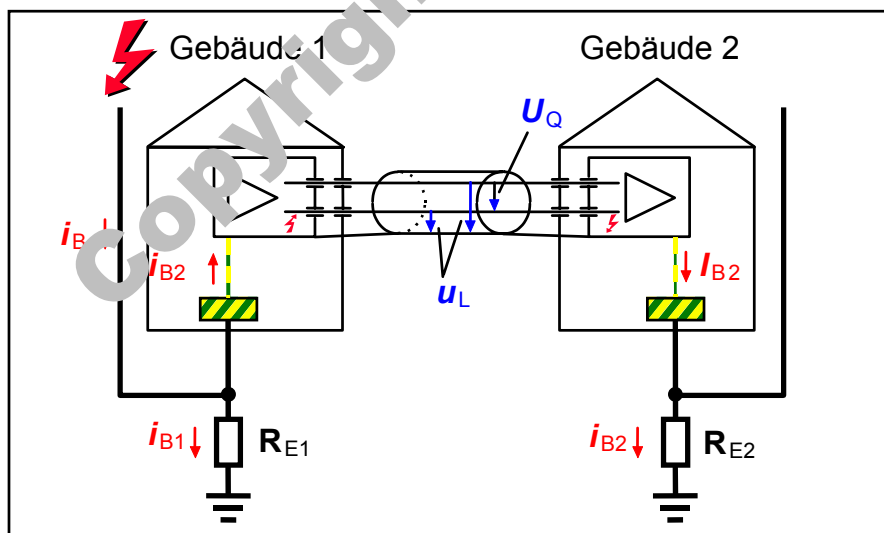 Copyright
Gebäude 1
Gebäude 2
U_Q
i_B
i_B2
I_B2
u_L
i_B1
R_E1
i_B2
R_E2